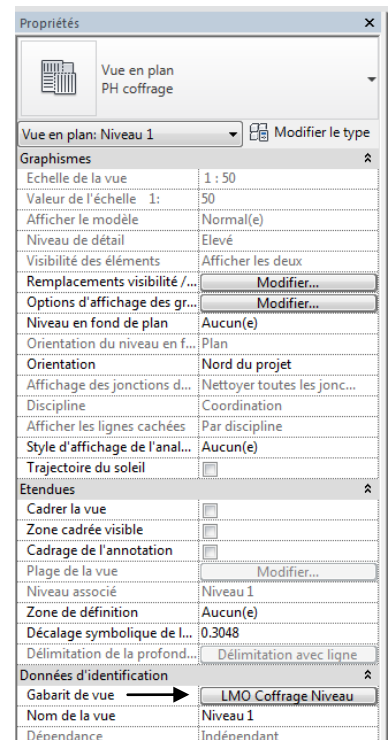 Propriétés x
Vue en plan
PH coffrage
Vue en plan: Niveau 1 Modifier le type
Graphismes
Echelle de la vue 1 : 50
Valeur de l'échelle 1: 50
Afficher le modèle Normal(e)
Niveau de détail Elevé
Visibilité des éléments Afficher les deux
Remplacements visibilité /... Modifier...
Options d'affichage des gr... Modifier...
Niveau en fond de plan Aucun(e)
Orientation du niveau en f... Plan
Orientation Nord du projet
Affichage des jonctions d... Nettoyer toutes les jonc...
Discipline Coordination
Afficher les lignes cachées Par discipline
Style d'affichage de l'anal... Aucun(e)
Trajectoire du soleil
Etendues
Cadrer la vue
Zone cadrée visible
Cadrage de l'annotation
Plage de la vue Modifier...
Niveau associé Niveau 1
Zone de définition Aucun(e)
Décalage symbolique de l... 0.3048
Délimitation de la profond... Délimitation avec ligne
Données d'identification
Gabarit de vue LMO Coffrage Niveau
Nom de la vue Niveau 1
Dépendance Indépendant